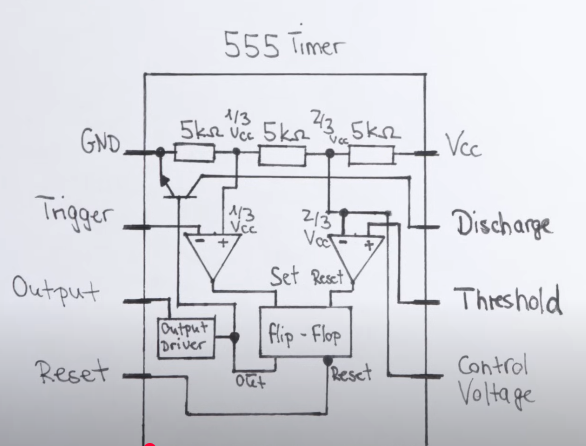 555 Timer
GND
5kΩ
1/3 Vcc
5kΩ
2/3 Vcc
5kΩ
Vcc
Trigger
-
+
1/3 Vcc
2/3 Vcc
-
+
Discharge
Output
Set
Reset
Threshold
Output Driver
Flip-Flop
Reset
O̅u̅t̅
Reset
Control Voltage